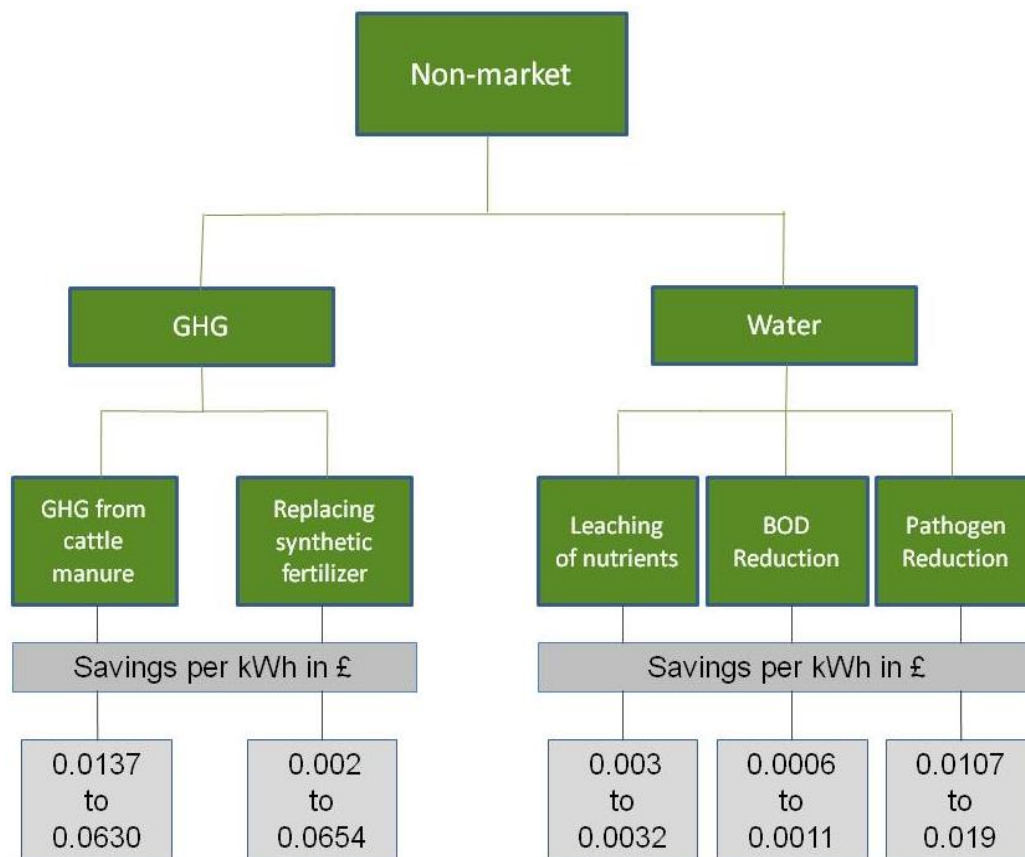 Non-market
GHG
Water
GHG from
cattle
manure
Replacing
synthetic
fertilizer
Leaching
of nutrients
BOD
Reduction
Pathogen
Reduction
Savings per kWh in £
Savings per kWh in £
0.0137
to
0.0630
0.002
to
0.0654
0.003
to
0.0032
0.0006
to
0.0011
0.0107
to
0.019